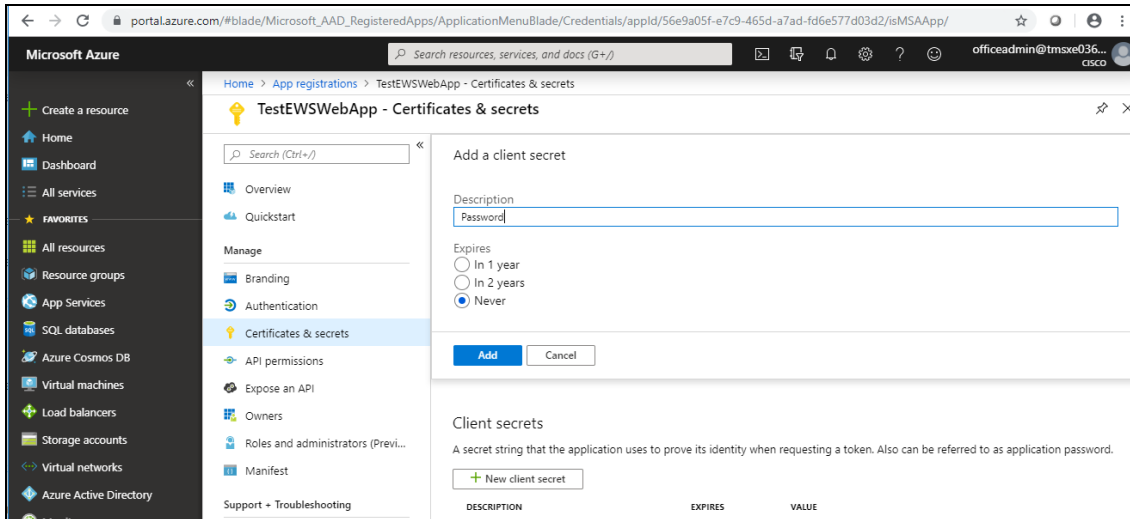 portal.azure.com/#blade/Microsoft_AAD_RegisteredApps/ApplicationMenuBlade/Credentials/appId/56e9a05f-e7c9-465d-a7ad-fd6e577d03d2/isMSAApp/
Microsoft Azure
Search resources, services, and docs (G+/)
officeadmin@tmsxe036...
CISCO
Create a resource
Home
Dashboard
All services
FAVORITES
All resources
Resource groups
App Services
SQL databases
Azure Cosmos DB
Virtual machines
Load balancers
Storage accounts
Virtual networks
Azure Active Directory
Home > App registrations > TestEWSWebApp - Certificates & secrets
TestEWSWebApp - Certificates & secrets
Search (Ctrl+/)
Overview
Quickstart
Manage
Branding
Authentication
Certificates & secrets
API permissions
Expose an API
Owners
Roles and administrators (Previ...
Manifest
Support + Troubleshooting
Add a client secret
Description
Password
Expires
In 1 year
In 2 years
Never
Add Cancel
Client secrets
A secret string that the application uses to prove its identity when requesting a token. Also can be referred to as application password.
New client secret
DESCRIPTION EXPIRES VALUE